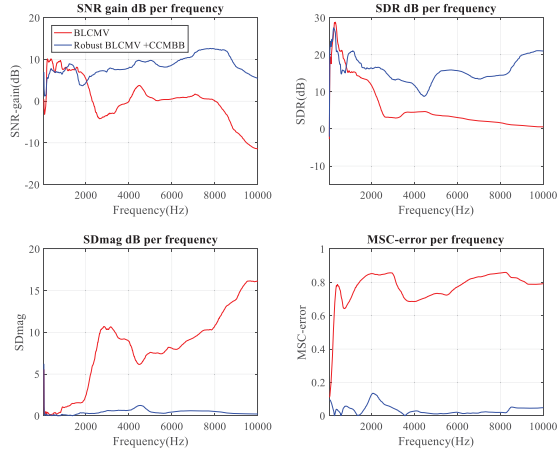 SNR gain dB per frequency
20
10
0
-10
-20
SNR-gain(dB)
BLCMV
Robust BLCMV +CCMBB
0 2000 4000 6000 8000 10000
Frequency(Hz)
SDR dB per frequency
30
20
10
0
-10
SDR(dB)
0 2000 4000 6000 8000 10000
Frequency(Hz)
SDmag dB per frequency
20
15
10
5
0
SDmag
0 2000 4000 6000 8000 10000
Frequency(Hz)
MSC-error per frequency
1
0.8
0.6
0.4
0.2
0
MSC-error
0 2000 4000 6000 8000 10000
Frequency(Hz)